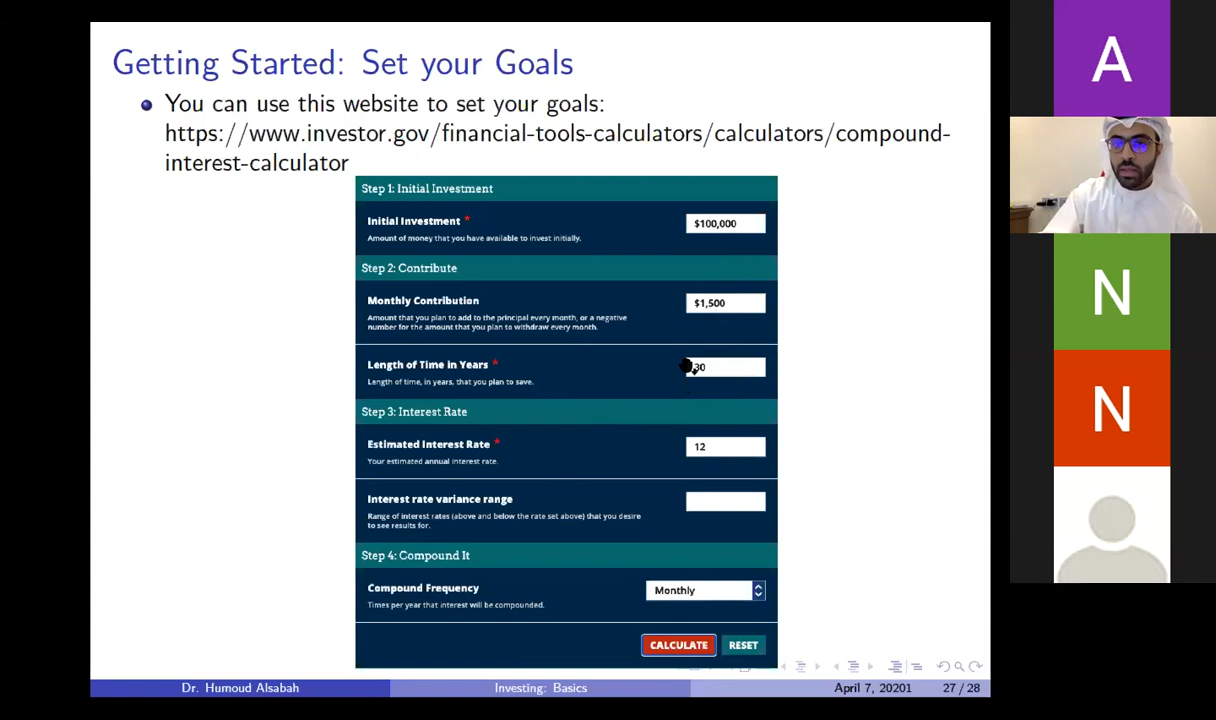 Getting Started: Set your Goals
You can use this website to set your goals:
https://www.investor.gov/financial-tools-calculators/calculators/compound-
interest-calculator
Step 1: Initial Investment
Initial Investment * $100,000
Amount of money that you have available to invest initially.
Step 2: Contribute
Monthly Contribution $1,500
Amount that you plan to add to the principal every month, or a negative
number for the amount that you plan to withdraw every month.
Length of Time in Years * 30
Length of time, in years, that you plan to save.
Step 3: Interest Rate
Estimated Interest Rate * 12
Your estimated annual interest rate.
Interest rate variance range
Range of interest rates (above and below the rate set above) that you desire
to see results for.
Step 4: Compound It
Compound Frequency Monthly
Times per year that interest will be compounded.
CALCULATE RESET
Dr. Humoud Alsabah Investing: Basics April 7, 20201 27 / 28
A
N
N